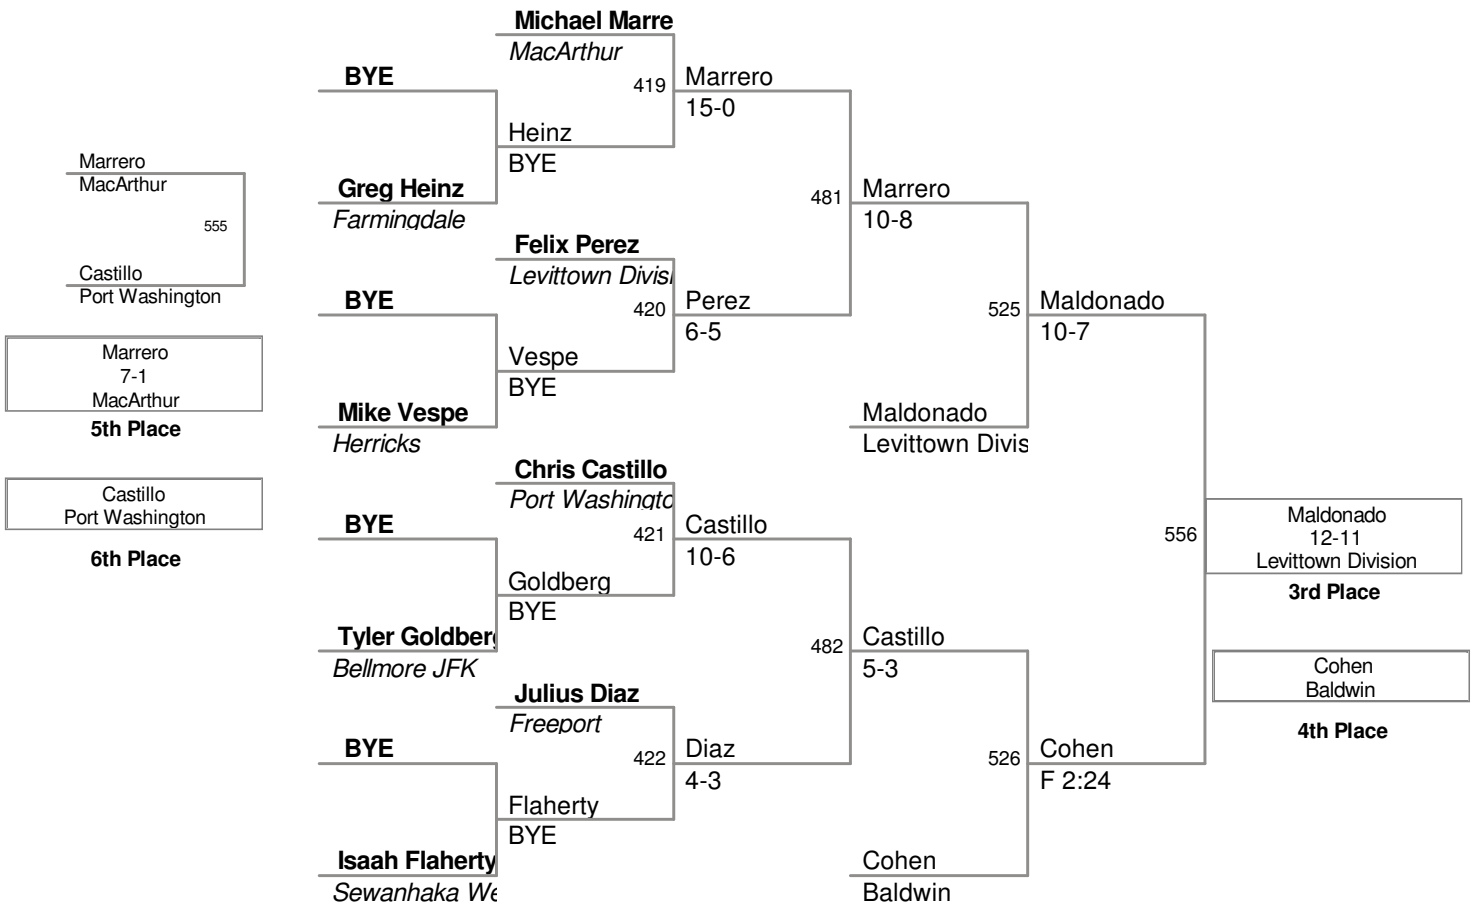 Michael Marre
MacArthur
BYE
419
Marrero
15-0
Heinz
BYE
Greg Heinz
Farmingdale
Marrero
MacArthur
555
Castillo
Port Washington
Marrero
7-1
MacArthur
5th Place
Castillo
Port Washington
6th Place
481
Marrero
10-8
Felix Perez
Levittown Divisi
BYE
420
Perez
6-5
Vespe
BYE
Mike Vespe
Herricks
525
Maldonado
10-7
Maldonado
Levittown Divis
Chris Castillo
Port Washingto
BYE
421
Castillo
10-6
Goldberg
BYE
Tyler Goldberg
Bellmore JFK
482
Castillo
5-3
Julius Diaz
Freeport
BYE
422
Diaz
4-3
Flaherty
BYE
Isaah Flaherty
Sewanhaka We
526
Cohen
F 2:24
Cohen
Baldwin
556
Maldonado
12-11
Levittown Division
3rd Place
Cohen
Baldwin
4th Place